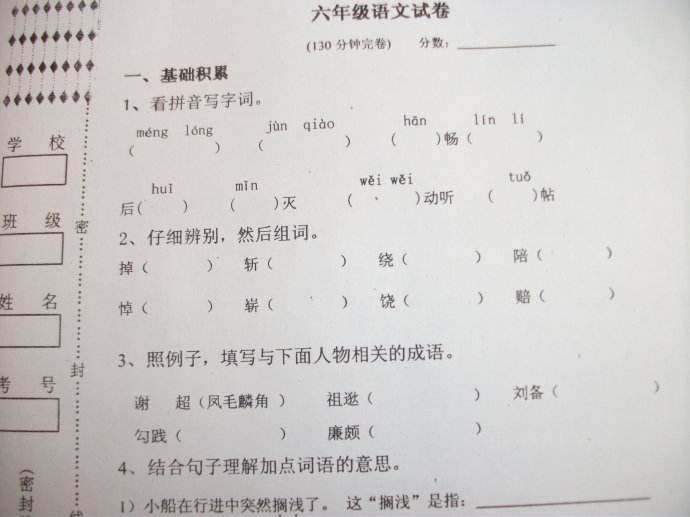 六年级语文试卷
(130分钟完卷) 分数:
一、基础积累
1、看拼音写字词。
méng lóng jùn qiào hān lín lí
( ) ( ) ( )畅( )
huǐ mǐn wěi wěi tuǒ
后( ) ( )灭 ( )动听 ( )帖
2、仔细辨别，然后组词。
掉( ) 斩( ) 绕( ) 陪( )
悼( ) 崭( ) 饶( ) 赔( )
3、照例子，填写与下面人物相关的成语。
谢 超(凤毛麟角 ) 祖逖( ) 刘备( )
勾践( ) 廉颇( )
4、结合句子理解加点词语的意思。
1）小船在行进中突然搁浅了。 这“搁浅”是指:
学 校
班 级
姓 名
考 号
密
封
线
(密封